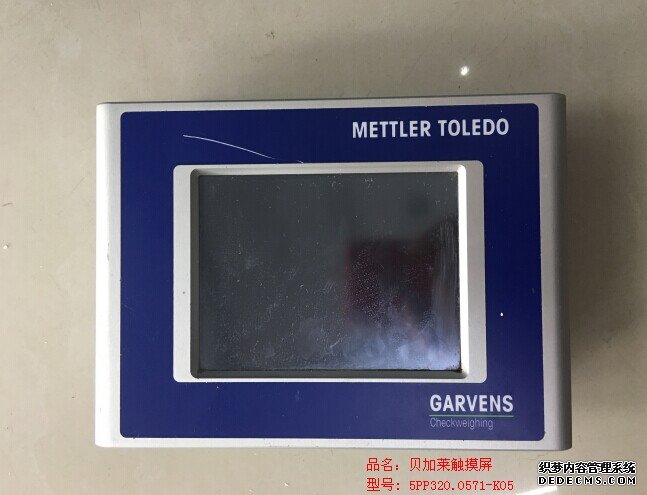 METTLER TOLEDO
GARVENS
Checkweighing
品名：贝加莱触摸屏
型号：5PP320.0571-K05
织梦内容管理系统
DEDECMS.COM